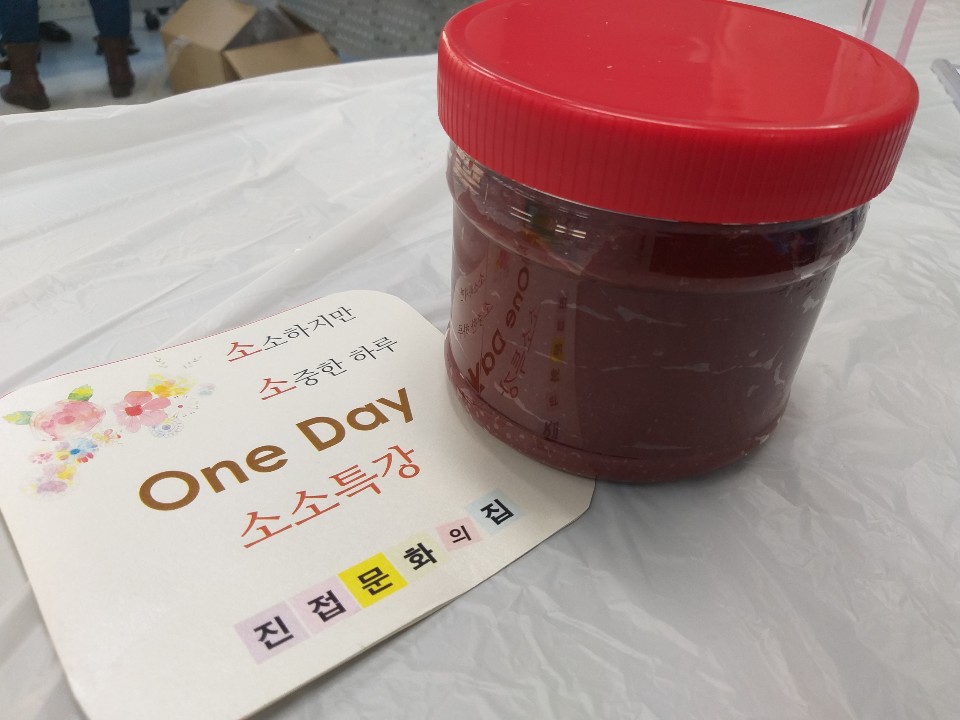 소소하지만
소중한 하루
One Day
소소특강
진접문화의집